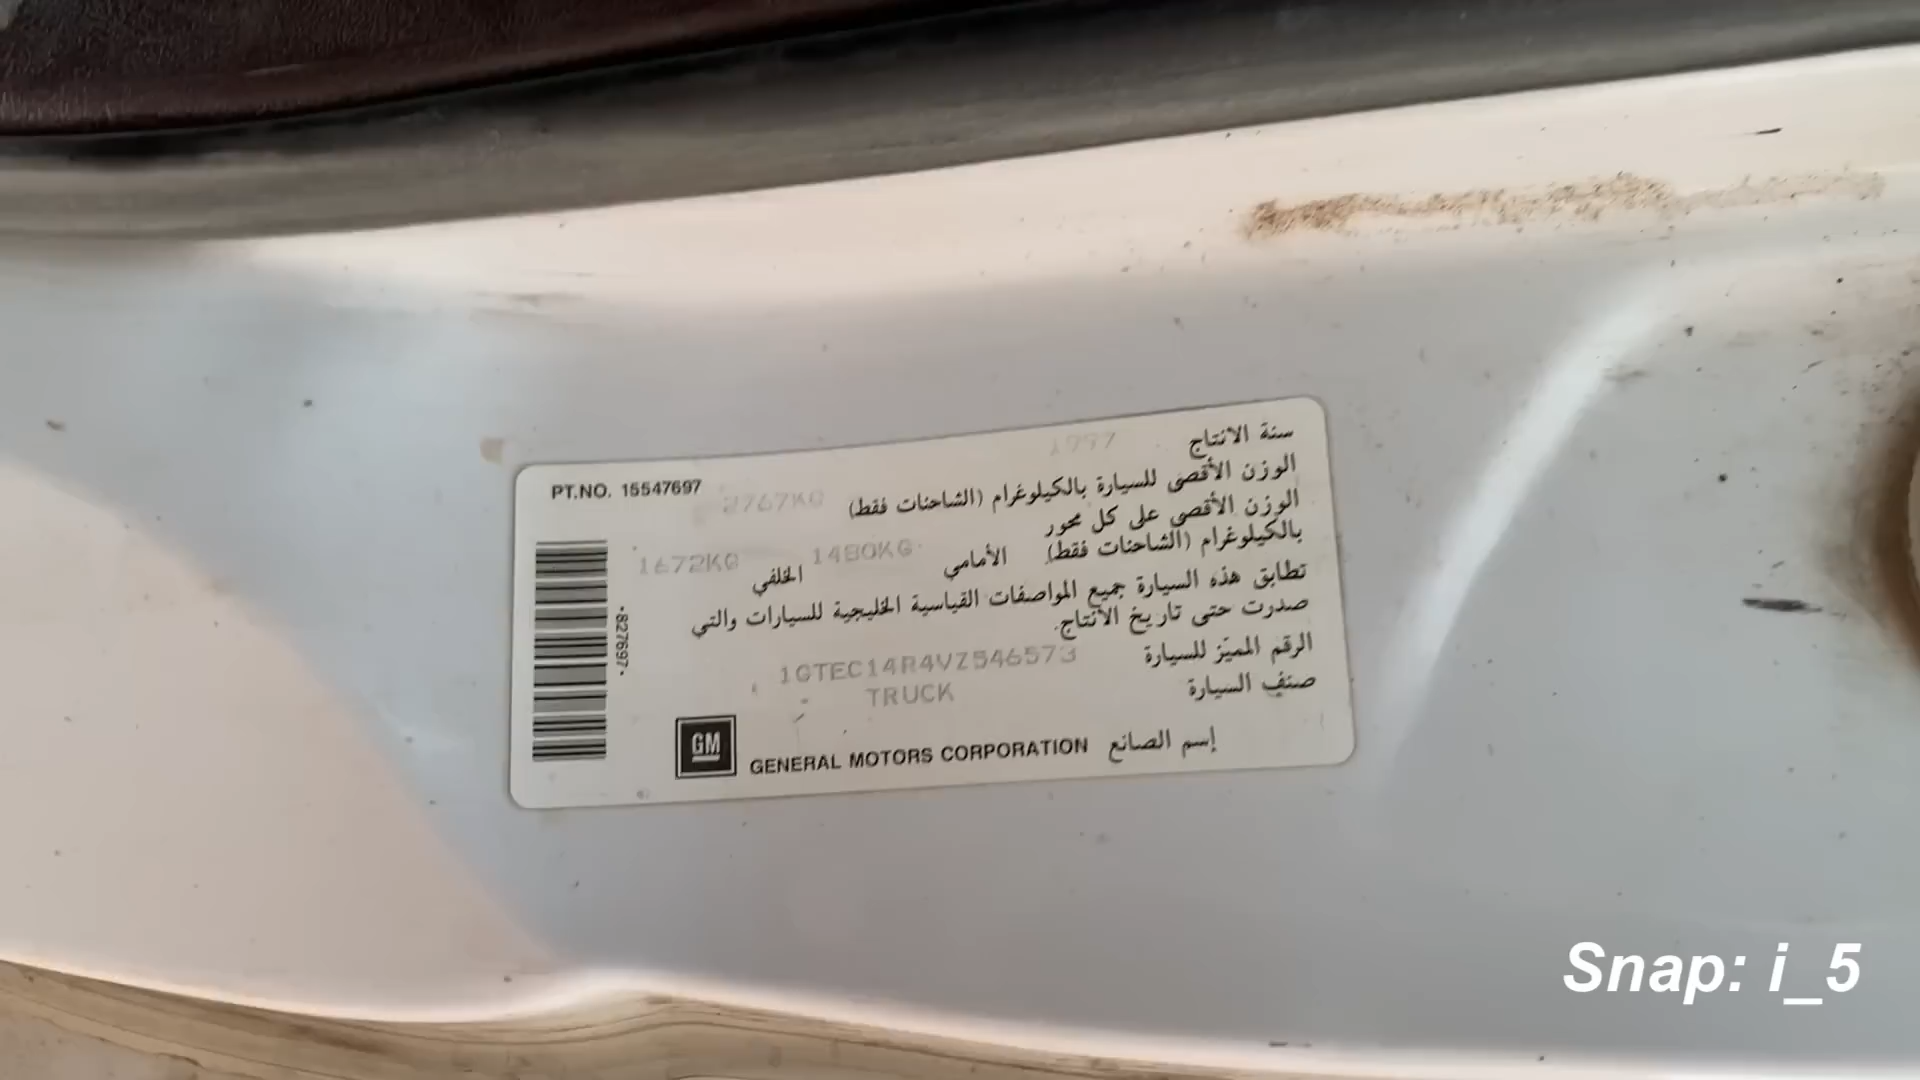 سنة الانتاج 1997
PT.NO. 15547697
الوزن الأقصى للسيارة بالكيلوغرام (الشاحنات فقط) 2767KG
الوزن الأقصى على كل محور
بالكيلوغرام (الشاحنات فقط) الأمامي 1480KG الخلفي 1672KG
تطابق هذه السيارة جميع المواصفات القياسية الخليجية للسيارات والتي
صدرت حتى تاريخ الانتاج.
الرقم المميّز للسيارة 1GTEC14R4VZ546573
صنف السيارة TRUCK
إسم الصانع GENERAL MOTORS CORPORATION
GM
•827697•
Snap: i_5